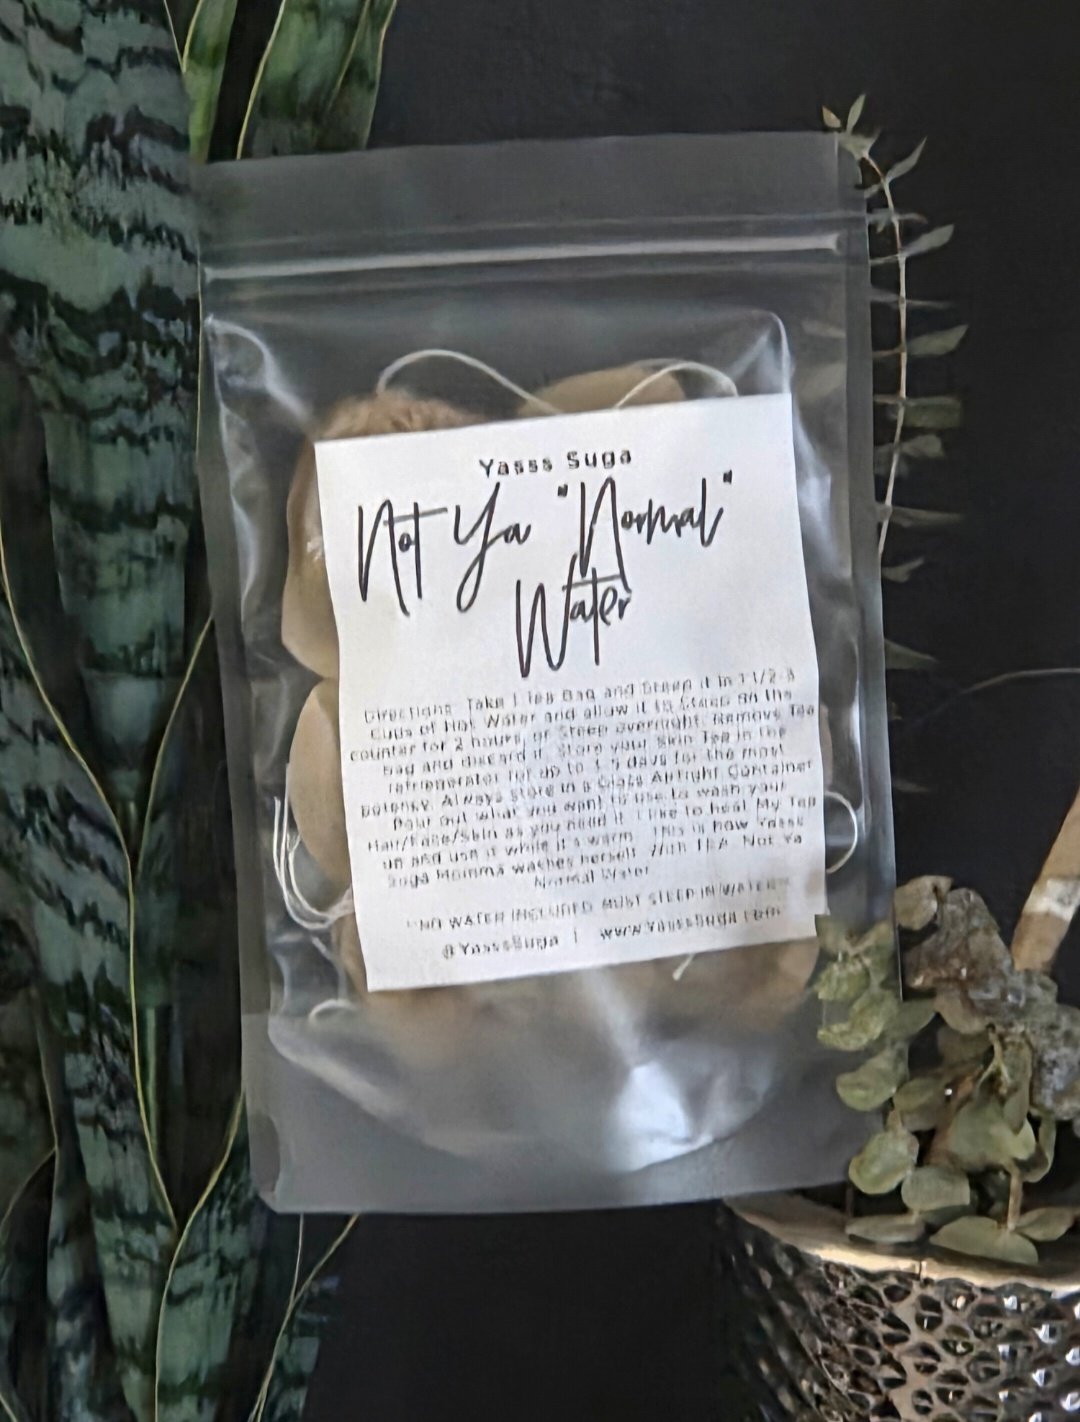 Yasss Suga
Not Ya "Normal"
Water
Directions: Take 1 Tea Bag and Steep it in 1 1/2-3
Cups of Hot Water and allow it to Steep on the
counter for 2 hours or Steep overnight. Remove Tea
bag and discard it. Store your Skin Tea in the
refrigerator for up to days for the most
potency. Always store in a Glass Airtight Container
Pour out what you want to use to wash your
Hair/Face/Skin as you need it. I like to heat My Tea
up and use it while it's warm. This is how Yasss
Suga Momma washes herself. With Not Ya
Normal Water
NO WATER INCLUDED MUST STEEP IN WATER
@YasssSuga | www.YasssSuga.com